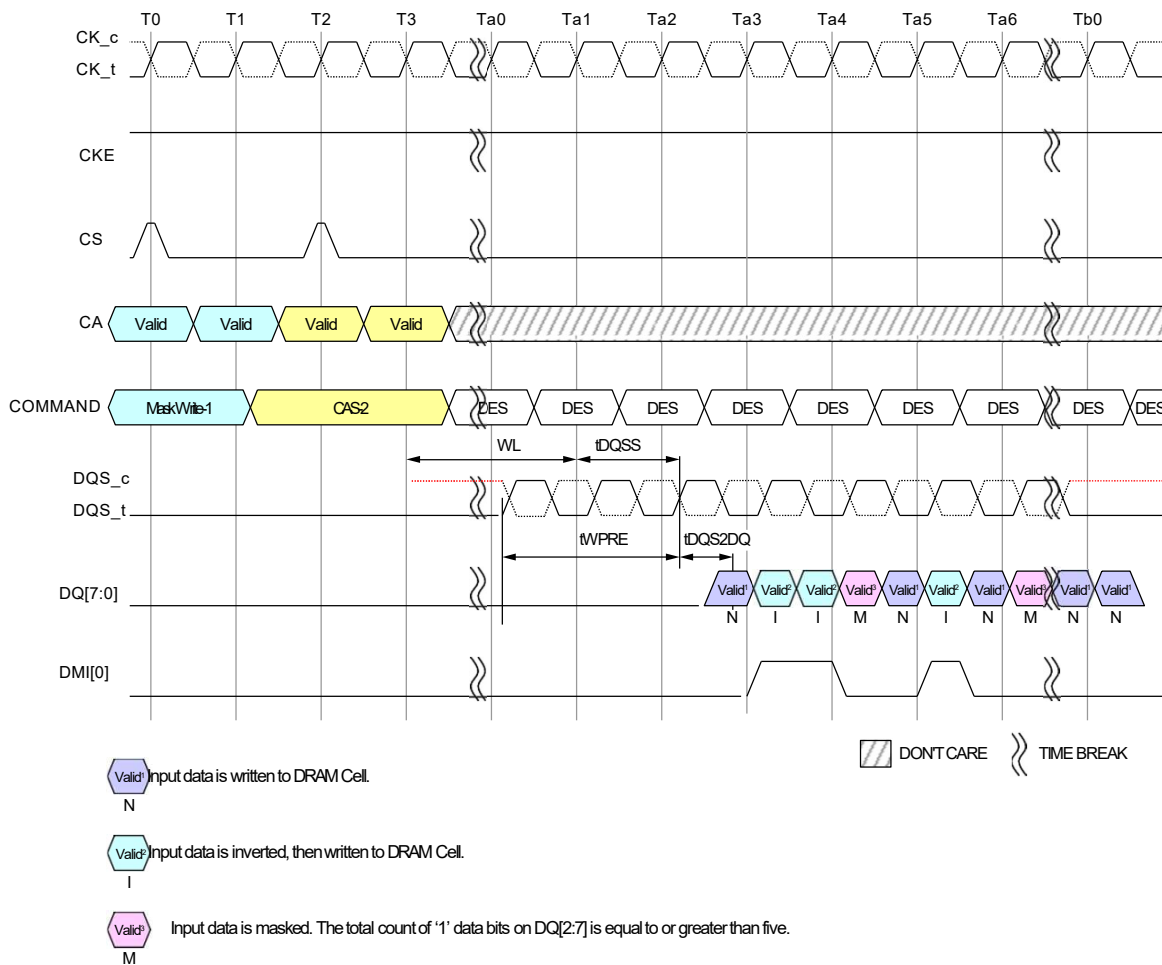 T0 T1 T2 T3 Ta0 Ta1 Ta2 Ta3 Ta4 Ta5 Ta6 Tb0
CK_c
CK_t
CKE
CS
CA Valid Valid Valid Valid
COMMAND Mask Write-1 CAS-2 DES DES DES DES DES DES DES DES DES
WL tDQSS
DQS_c
DQS_t
tWPRE tDQS2DQ
DQ[7:0] Valid¹ Valid² Valid² Valid³ Valid¹ Valid² Valid¹ Valid³ Valid¹ Valid¹
N I I M N I N M N N
DMI[0]
DON'T CARE TIME BREAK
Valid¹ Input data is written to DRAM Cell.
N
Valid² Input data is inverted, then written to DRAM Cell.
I
Valid³ Input data is masked. The total count of ‘1’ data bits on DQ[2:7] is equal to or greater than five.
M